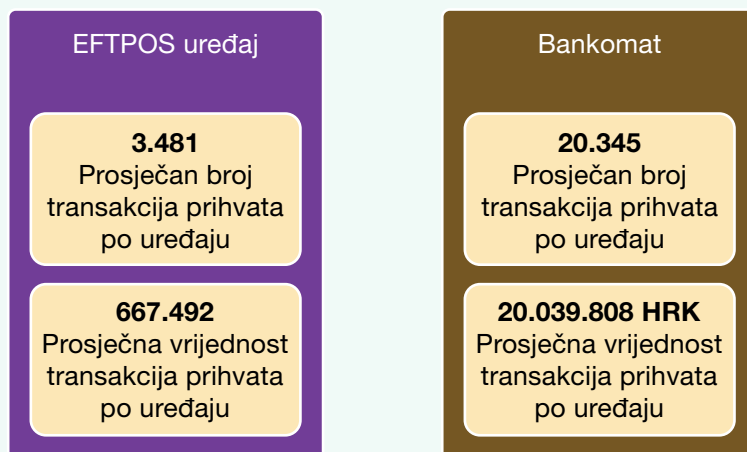 EFTPOS uređaj
3.481
Prosječan broj
transakcija prihvata
po uređaju
667.492
Prosječna vrijednost
transakcija prihvata
po uređaju
Bankomat
20.345
Prosječan broj
transakcija prihvata
po uređaju
20.039.808 HRK
Prosječna vrijednost
transakcija prihvata
po uređaju